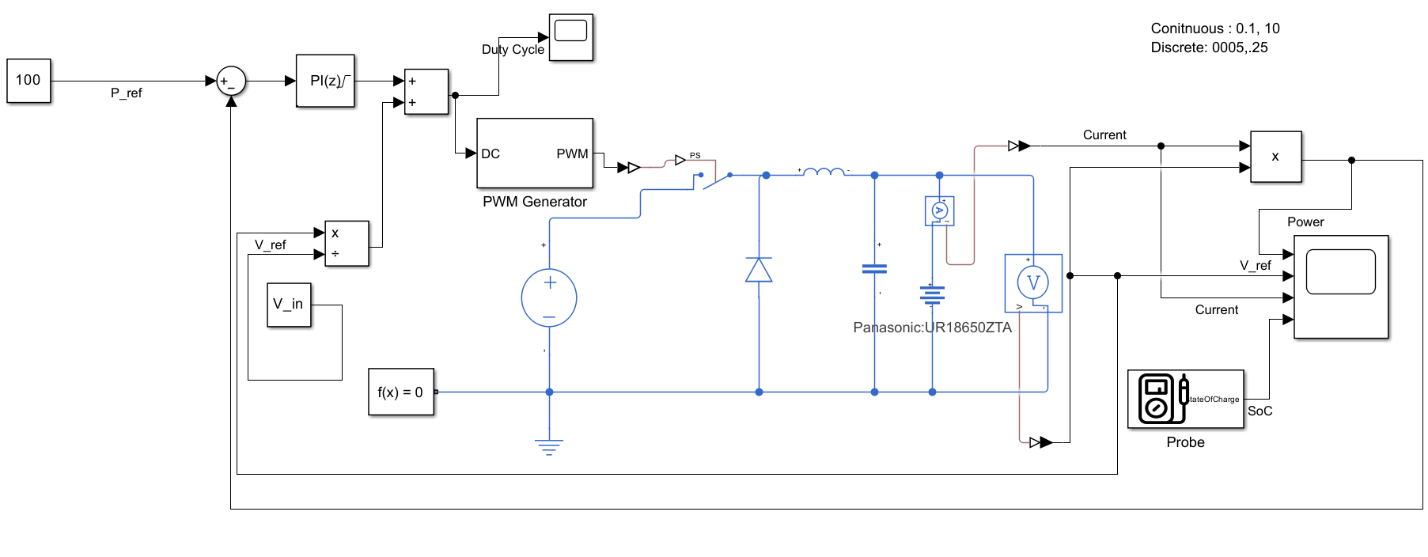 Conitnuous : 0.1, 10
Discrete: 0005,.25
Duty Cycle
100
P_ref
+
-
PI(z)
+
+
DC
PWM
PWM Generator
PS
Current
x
Power
V_ref
x
÷
V_in
+
-
+
-
+
-
A
V
Panasonic:UR18650ZTA
V_ref
Current
f(x) = 0
tateOfCharge
SoC
Probe